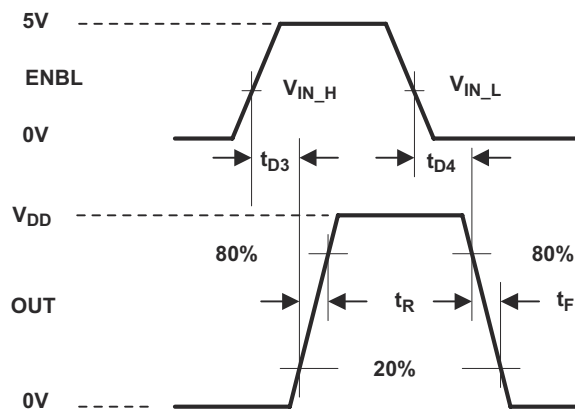 5V
ENBL
V_IN_H
V_IN_L
0V
t_D3
t_D4
V_DD
80%
80%
OUT
t_R
t_F
20%
0V